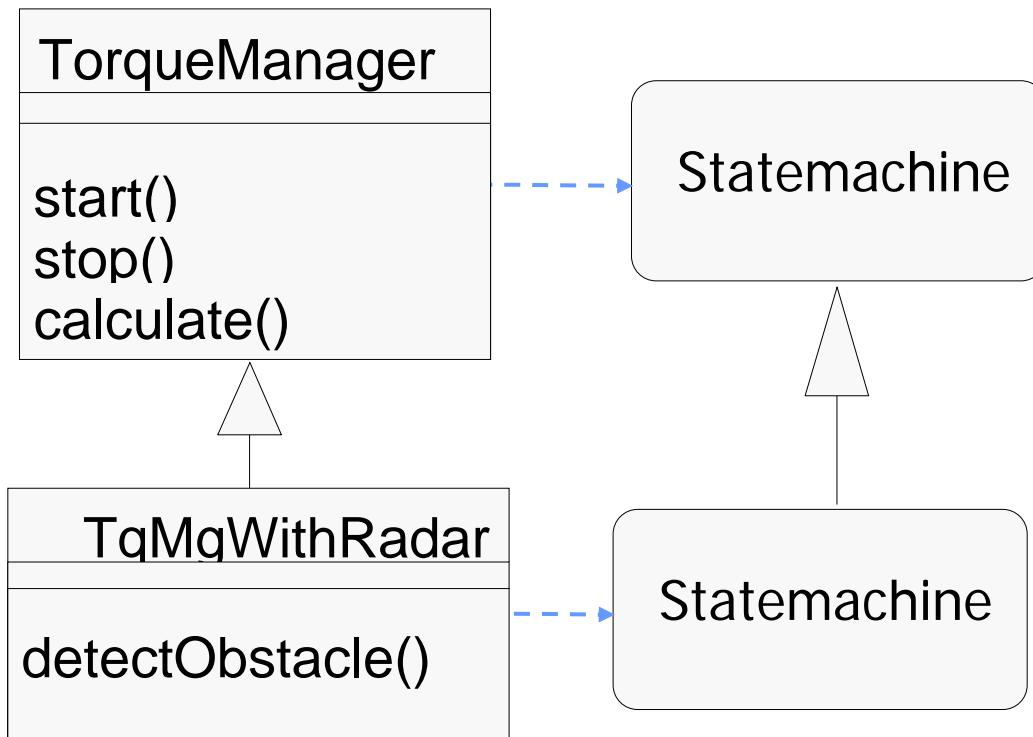 TorqueManager
start()
stop()
calculate()
Statemachine
TqMgWithRadar
detectObstacle()
Statemachine